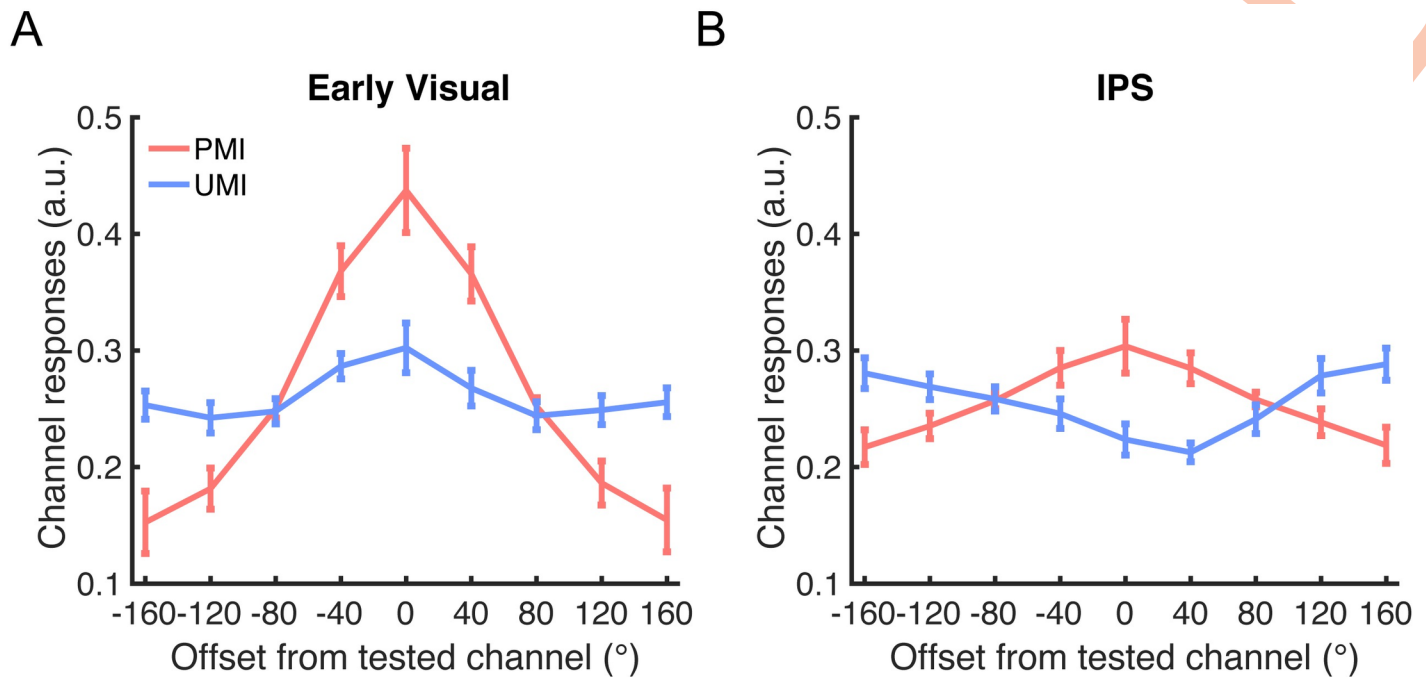 A
Early Visual
PMI
UMI
0.5
0.4
0.3
0.2
0.1
Channel responses (a.u.)
-160 -120 -80 -40 0 40 80 120 160
Offset from tested channel (°)
B
IPS
0.5
0.4
0.3
0.2
0.1
Channel responses (a.u.)
-160 -120 -80 -40 0 40 80 120 160
Offset from tested channel (°)